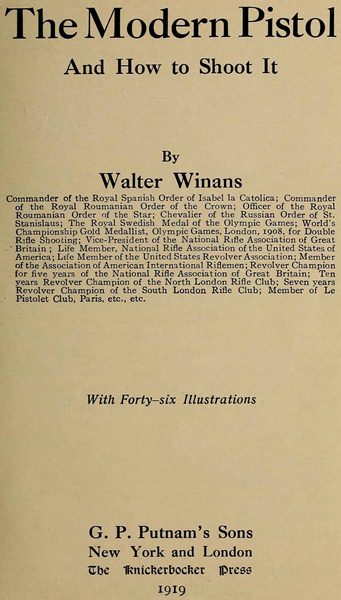 The Modern Pistol
And How to Shoot It
By
Walter Winans
Commander of the Royal Spanish Order of Isabel la Catolica; Commander
of the Royal Roumanian Order of the Crown; Officer of the Royal
Roumanian Order of the Star; Chevalier of the Russian Order of St.
Stanislaus; The Royal Swedish Medal of the Olympic Games; World's
Championship Gold Medallist, Olympic Games, London, 1908, for Double
Rifle Shooting; Vice-President of the National Rifle Association of Great
Britain; Life Member, National Rifle Association of the United States of
America; Life Member of the United States Revolver Association; Member
of the Association of American International Riflemen; Revolver Champion
for five years of the National Rifle Association of Great Britain; Ten
years Revolver Champion of the North London Rifle Club; Seven years
Revolver Champion of the South London Rifle Club; Member of Le
Pistolet Club, Paris, etc., etc.
With Forty-six Illustrations
G. P. Putnam's Sons
New York and London
The Knickerbocker Press
1919